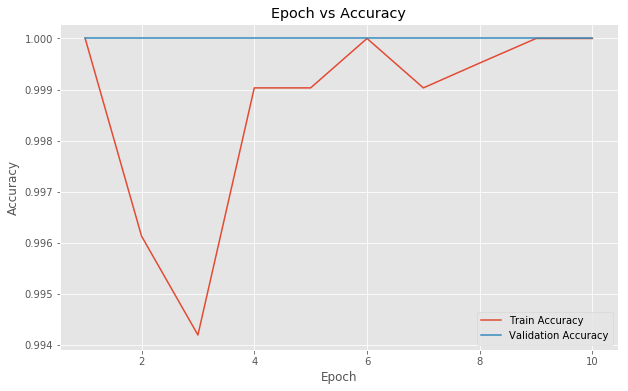 Epoch vs Accuracy
1.000
0.999
0.998
0.997
0.996
0.995
0.994
Accuracy
2
4
6
8
10
Epoch
Train Accuracy
Validation Accuracy